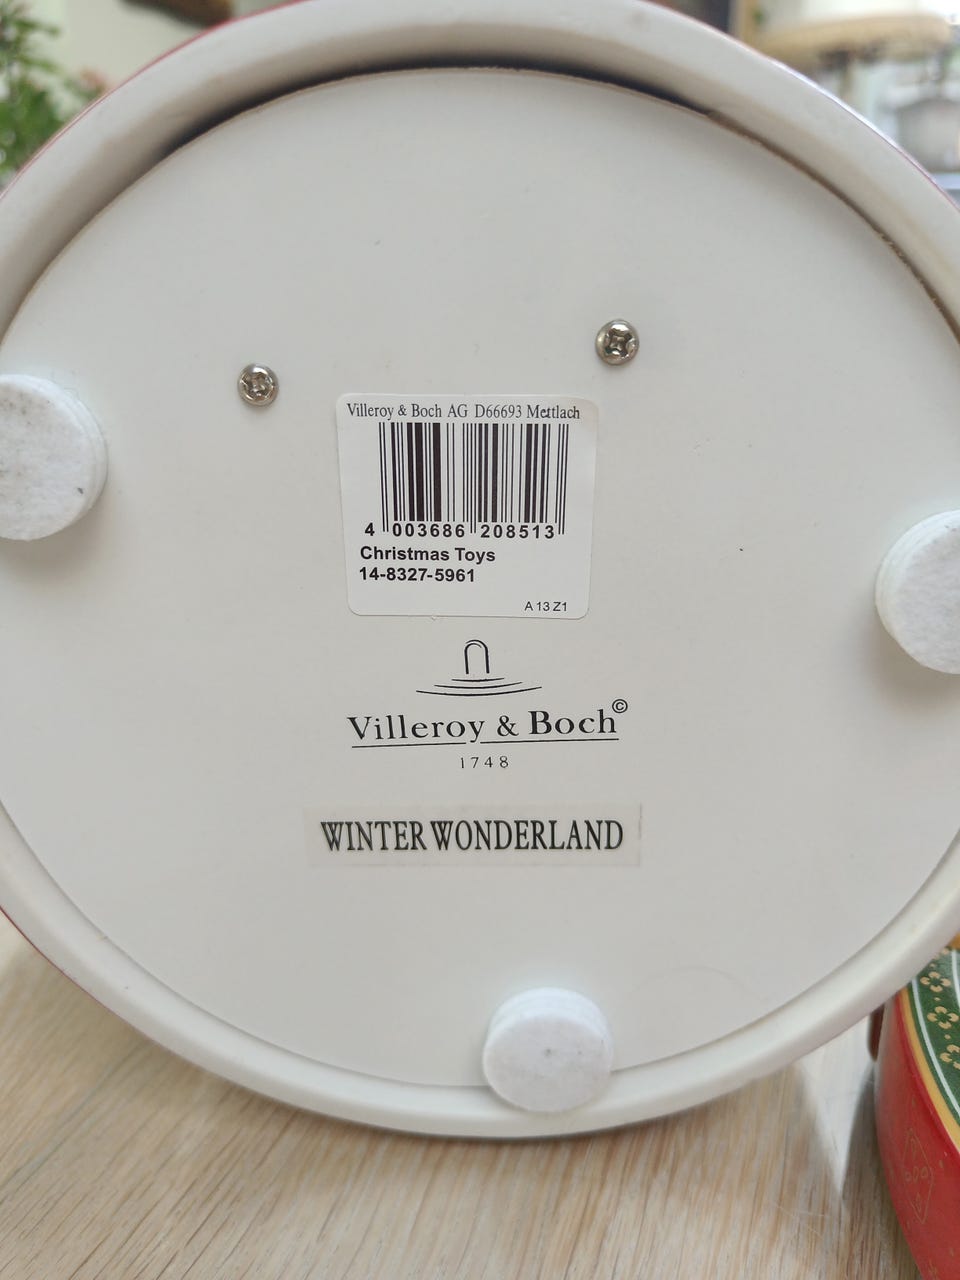 Villeroy & Boch AG D66693 Mettlach
4 003686 208513
Christmas Toys
14-8327-5961
A 13 Z1
Villeroy & Boch©
1748
WINTER WONDERLAND